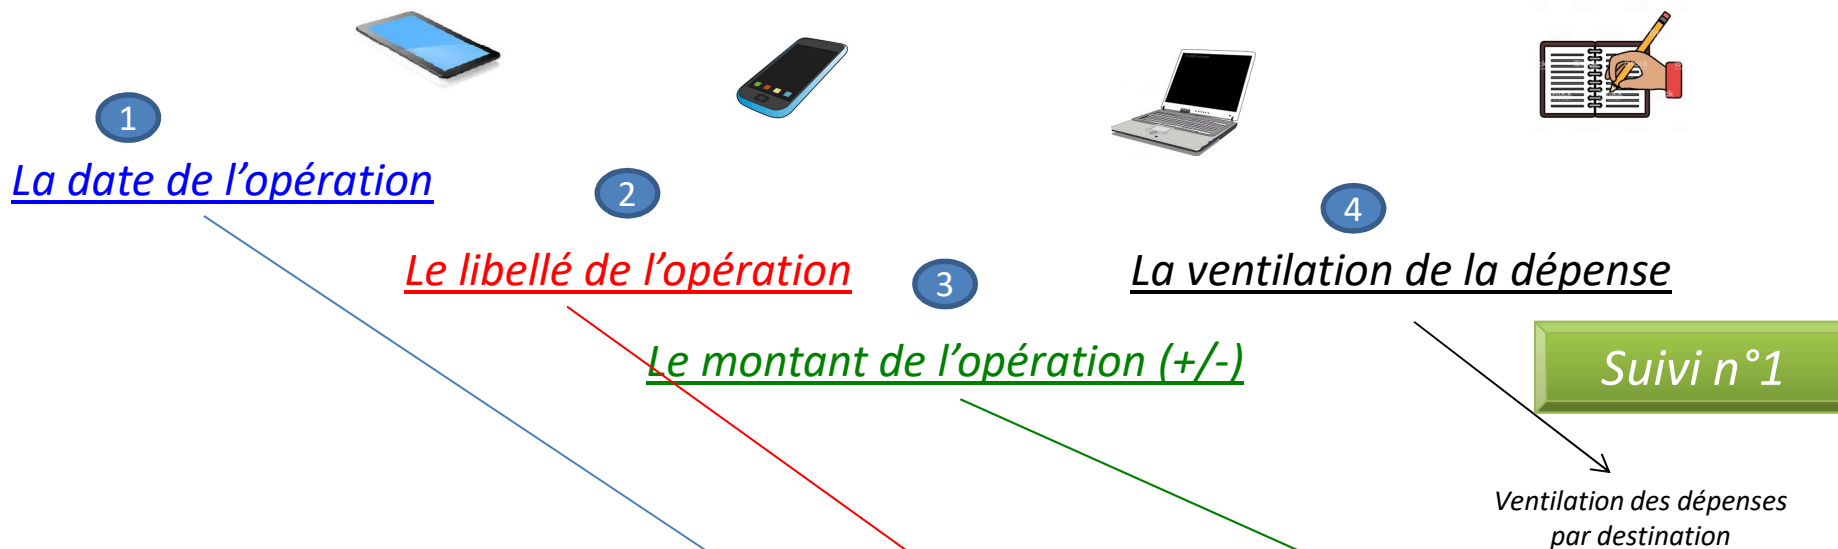 1
La date de l’opération
2
Le libellé de l’opération
3
Le montant de l’opération (+/-)
4
La ventilation de la dépense
Suivi n°1
Ventilation des dépenses
par destination